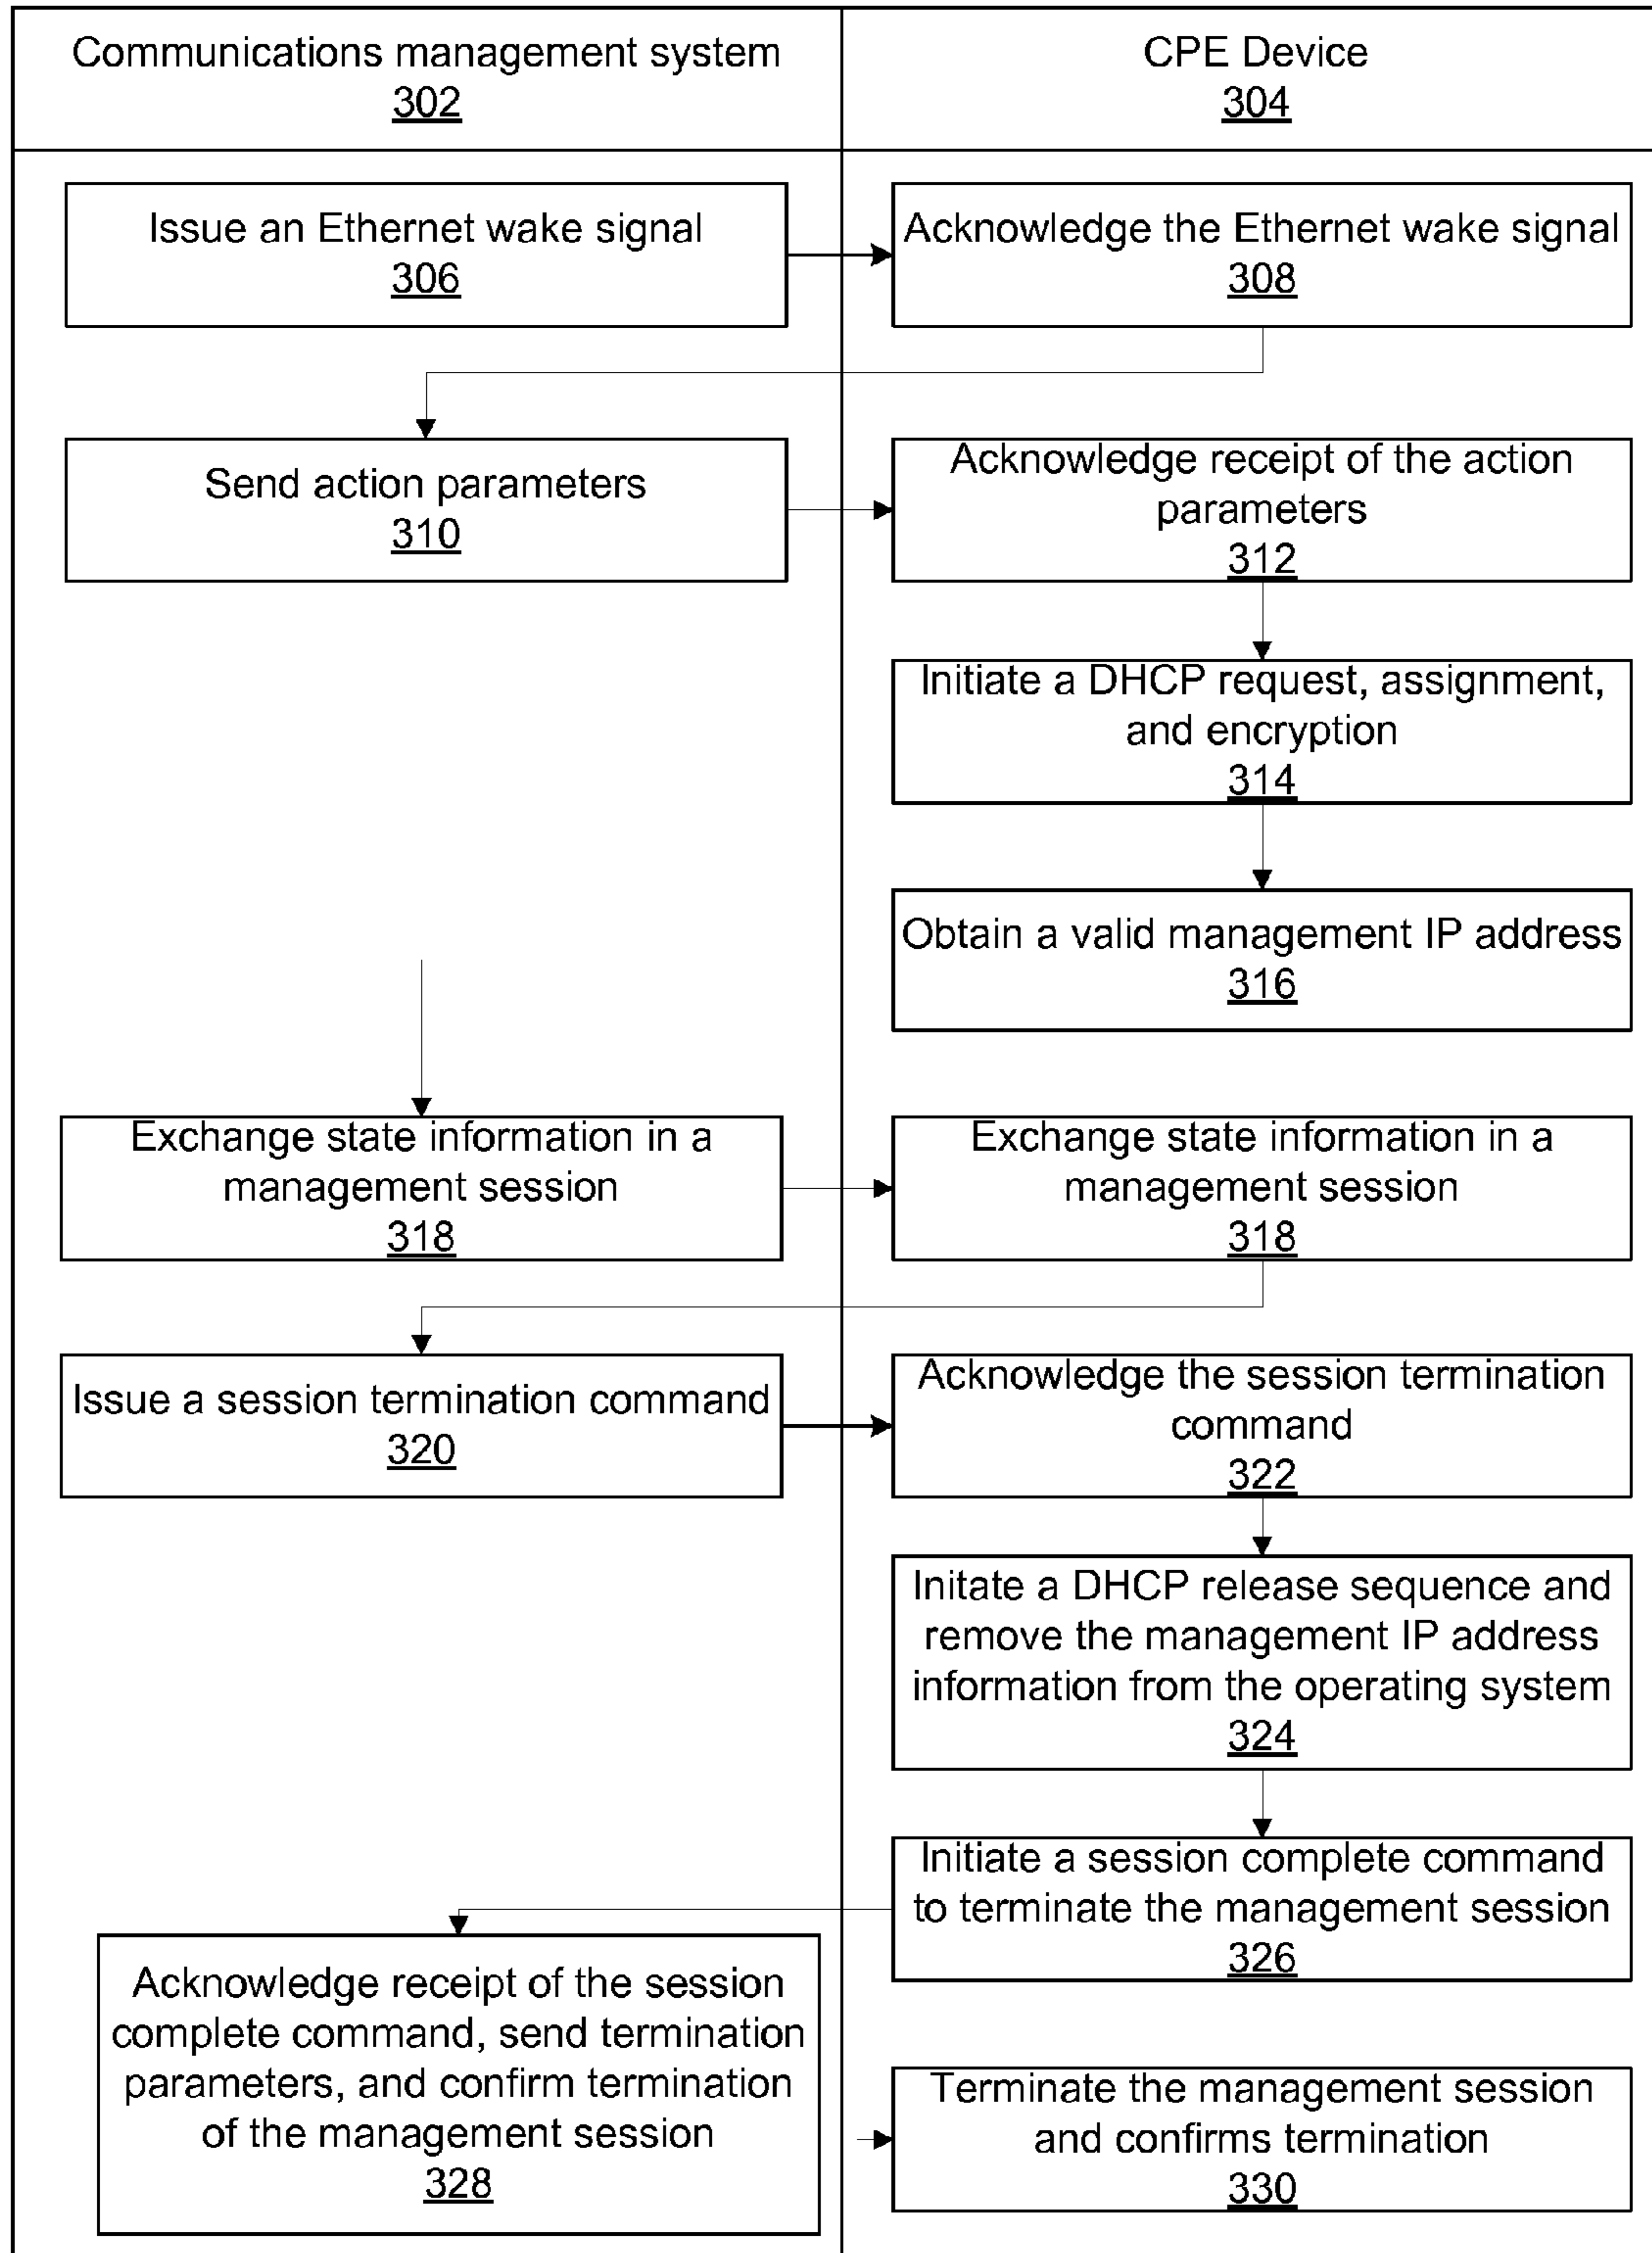 Communications management system
302
CPE Device
304
Issue an Ethernet wake signal
306
Acknowledge the Ethernet wake signal
308
Send action parameters
310
Acknowledge receipt of the action
parameters
312
Initiate a DHCP request, assignment,
and encryption
314
Obtain a valid management IP address
316
Exchange state information in a
management session
318
Exchange state information in a
management session
318
Issue a session termination command
320
Acknowledge the session termination
command
322
Initate a DHCP release sequence and
remove the management IP address
information from the operating system
324
Initiate a session complete command
to terminate the management session
326
Acknowledge receipt of the session
complete command, send termination
parameters, and confirm termination
of the management session
328
Terminate the management session
and confirms termination
330